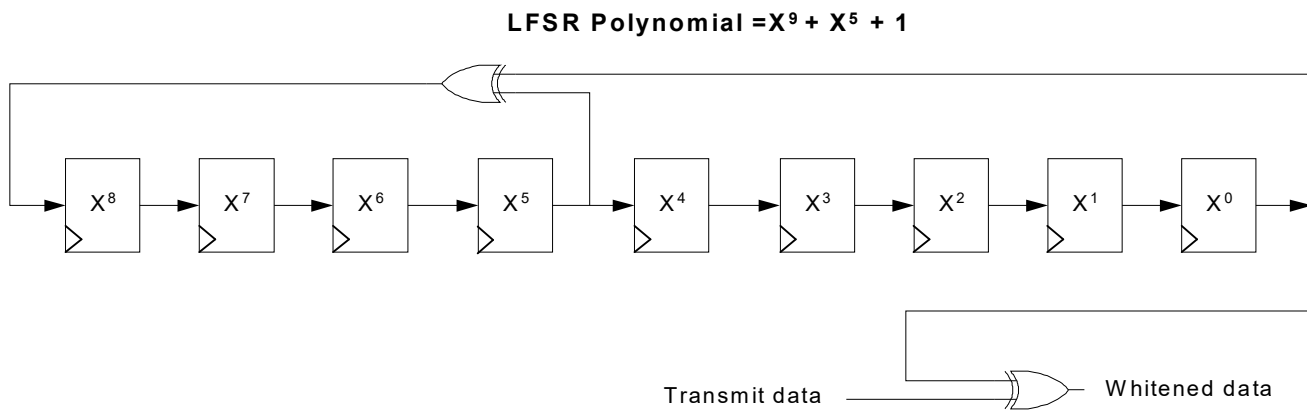 LFSR Polynomial =X⁹ + X⁵ + 1
X⁸ X⁷ X⁶ X⁵ X⁴ X³ X² X¹ X⁰
Transmit data
Whitened data